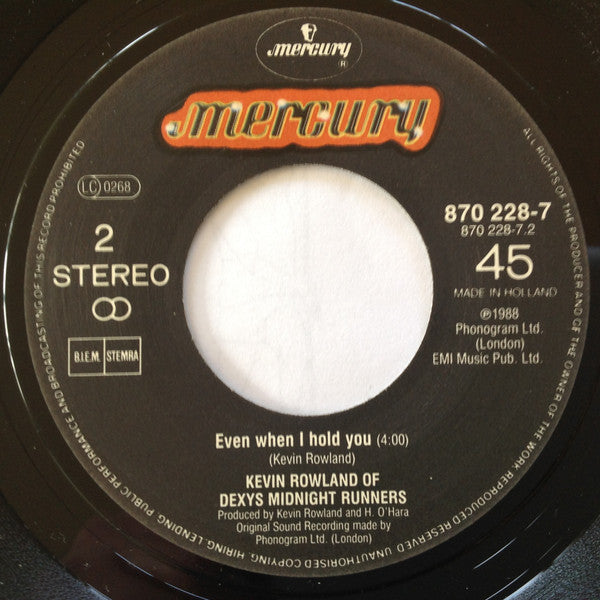 mercury
®
mercury
LC 0268
2
STEREO
B.I.E.M. STEMRA
870 228-7
870 228-7.2
45
MADE IN HOLLAND
℗1988
Phonogram Ltd.
(London)
EMI Music Pub. Ltd.
Even when I hold you (4:00)
(Kevin Rowland)
KEVIN ROWLAND OF
DEXYS MIDNIGHT RUNNERS
Produced by Kevin Rowland and H. O'Hara
Original Sound Recording made by
Phonogram Ltd. (London)
ALL RIGHTS OF THE PRODUCER AND OF THE OWNER OF THE WORK REPRODUCED RESERVED. UNAUTHORISED COPYING, HIRING, LENDING, PUBLIC PERFORMANCE AND BROADCASTING OF THIS RECORD PROHIBITED